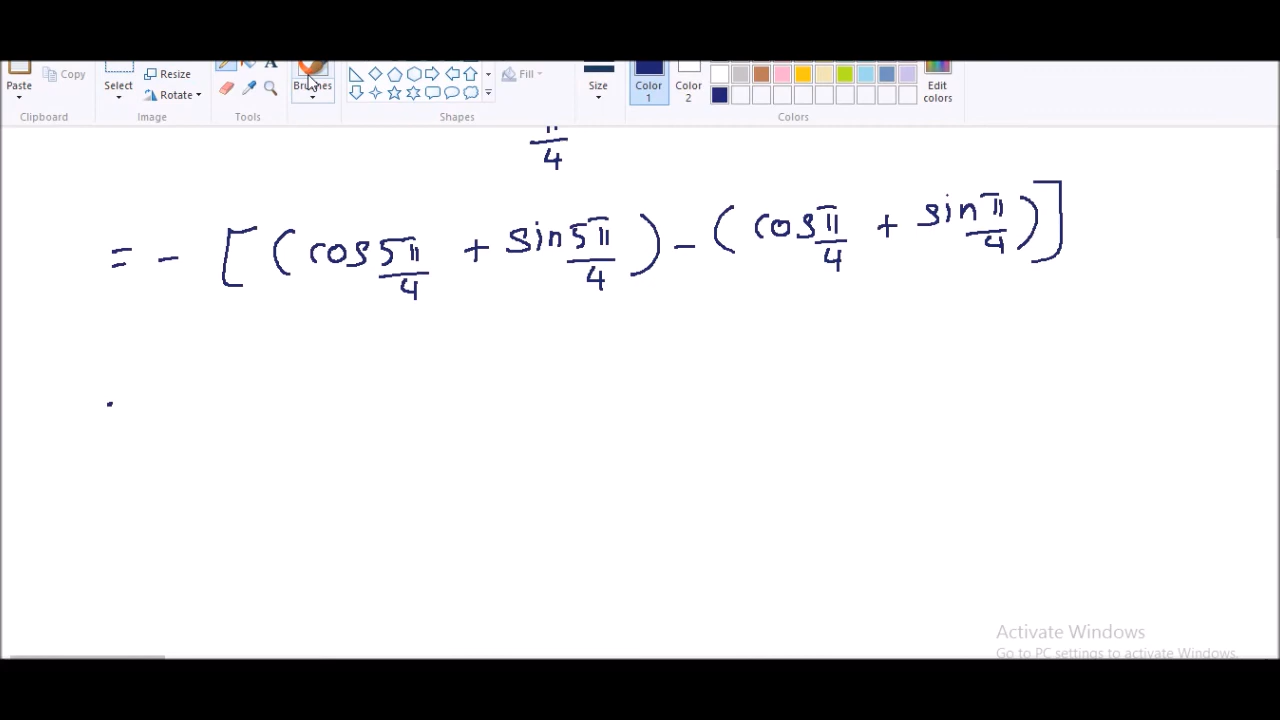 Paste
Copy
Select
Resize
Rotate
A
Brushes
Fill
Size
Color 1
Color 2
Edit colors
Clipboard
Image
Tools
Shapes
Colors
π/4
= - [(cos 5π/4 + sin 5π/4) - (cos π/4 + sin π/4)]
Activate Windows
Go to PC settings to activate Windows.